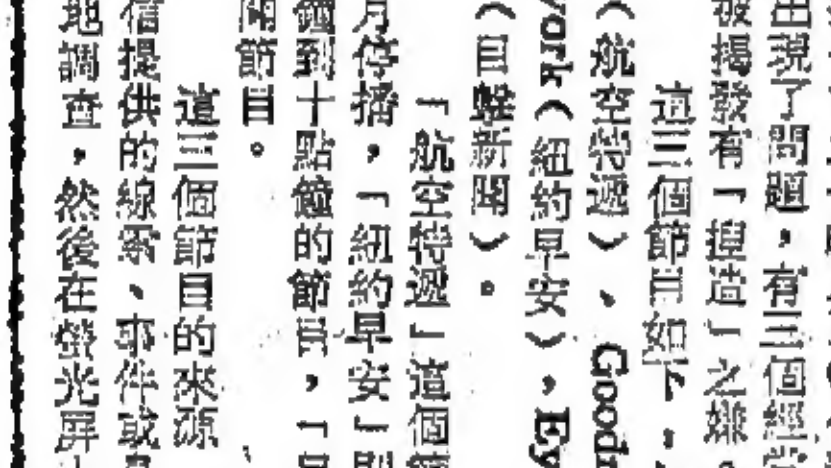 出現了問題，有三個經常
被揭發有「捏造」之嫌。
這三個節目如下：
（航空特遞）、Good
york（紐約早安），Ey
（目擊新聞）。
「航空特遞」這個節
月停播，「紐約早安」則
鐘到十點鐘的節目，「目
聞節目。
這三個節目的來源
信提供的線索、事件或
地調查，然後在螢光屏